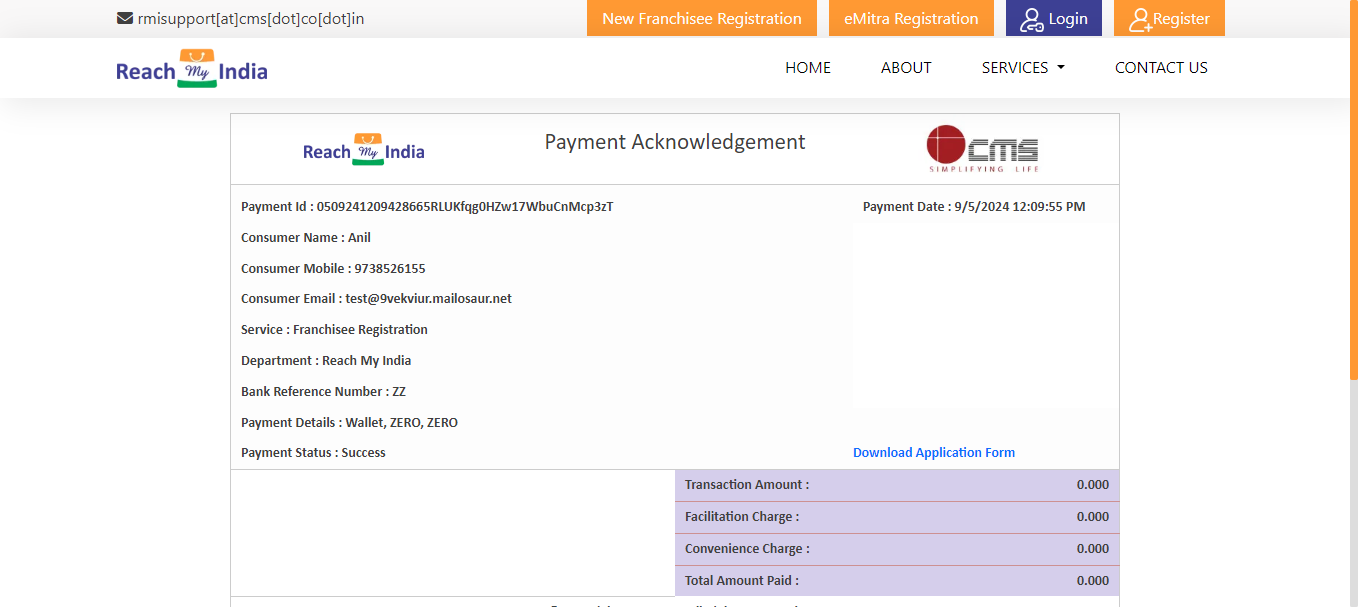 rmisupport[at]cms[dot]co[dot]in
New Franchisee Registration
eMitra Registration
Login
Register
Reach My India
HOME
ABOUT
SERVICES
CONTACT US
Reach My India
Payment Acknowledgement
CMS
SIMPLIFYING LIFE
Payment Id : 0509241209428665RLUKfqg0HZw17WbuCnMcp3zT
Payment Date : 9/5/2024 12:09:55 PM
Consumer Name : Anil
Consumer Mobile : 9738526155
Consumer Email : test@9vekviur.mailosaur.net
Service : Franchisee Registration
Department : Reach My India
Bank Reference Number : ZZ
Payment Details : Wallet, ZERO, ZERO
Payment Status : Success
Download Application Form
Transaction Amount : 0.000
Facilitation Charge : 0.000
Convenience Charge : 0.000
Total Amount Paid : 0.000